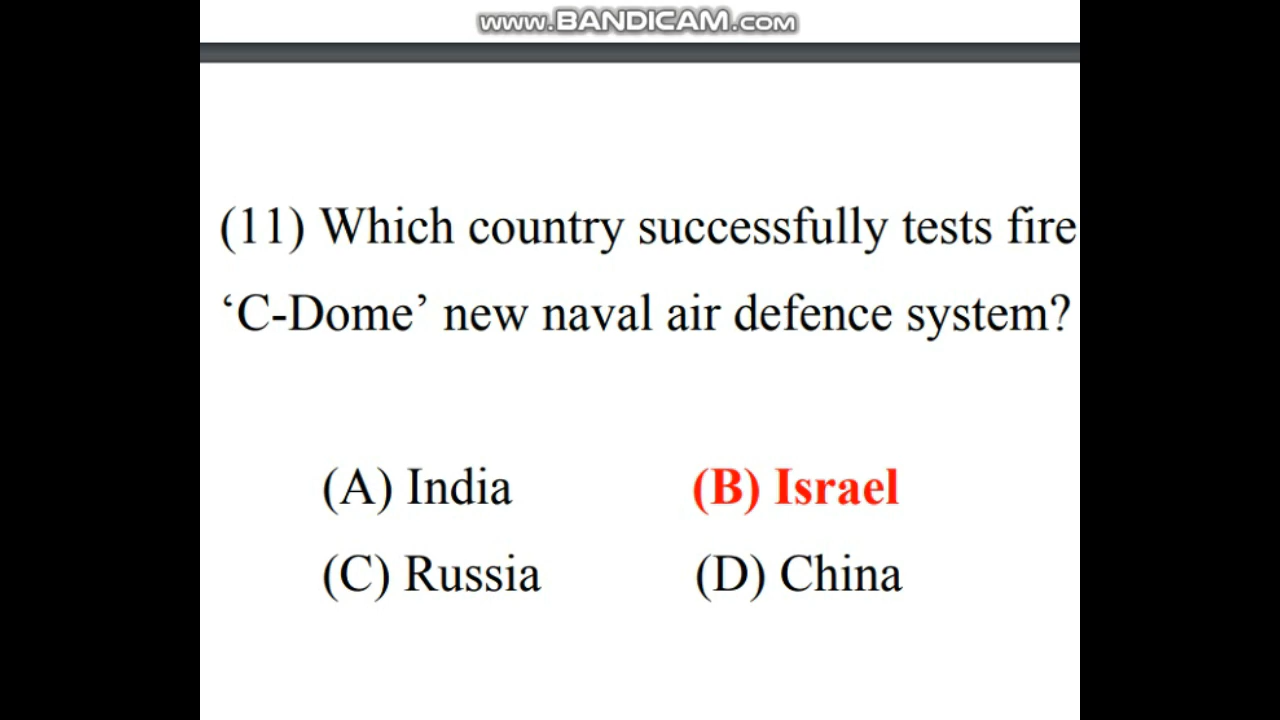 www.BANDICAM.com
(11) Which country successfully tests fire
‘C-Dome’ new naval air defence system?
(A) India (B) Israel
(C) Russia (D) China